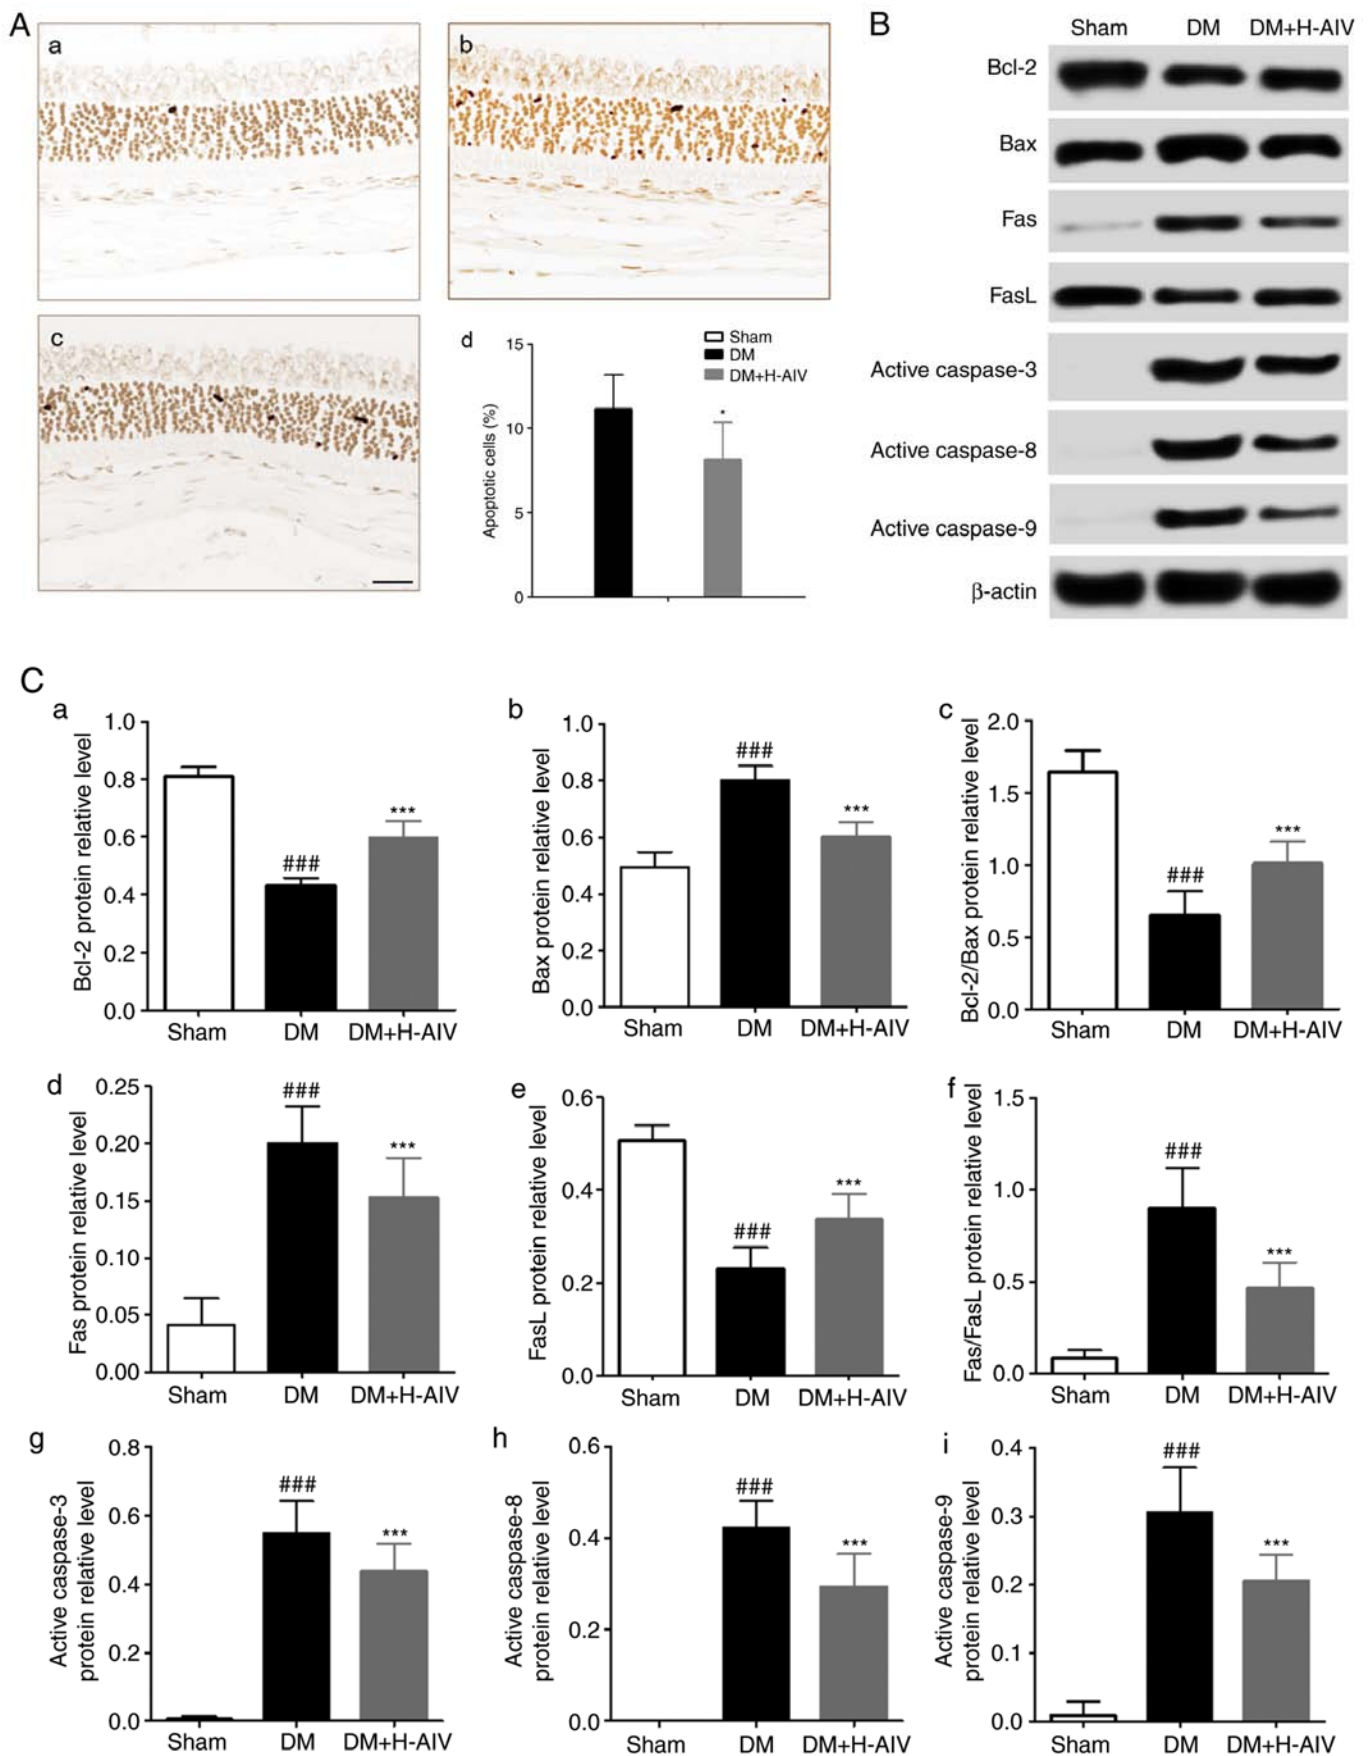 A
a
b
c
d
15
10
5
0
Apoptotic cells (%)
Sham
DM
DM+H-AIV
*
B
Sham DM DM+H-AIV
Bcl-2
Bax
Fas
FasL
Active caspase-3
Active caspase-8
Active caspase-9
β-actin
C
a
Bcl-2 protein relative level
1.0
0.8
0.6
0.4
0.2
0.0
###
***
Sham DM DM+H-AIV
b
Bax protein relative level
1.0
0.8
0.6
0.4
0.2
0.0
###
***
Sham DM DM+H-AIV
c
Bcl-2/Bax protein relative level
2.0
1.5
1.0
0.5
0.0
###
***
Sham DM DM+H-AIV
d
Fas protein relative level
0.25
0.20
0.15
0.10
0.05
0.00
###
***
Sham DM DM+H-AIV
e
FasL protein relative level
0.6
0.4
0.2
0.0
###
***
Sham DM DM+H-AIV
f
Fas/FasL protein relative level
1.5
1.0
0.5
0.0
###
***
Sham DM DM+H-AIV
g
Active caspase-3
protein relative level
0.8
0.6
0.4
0.2
0.0
###
***
Sham DM DM+H-AIV
h
Active caspase-8
protein relative level
0.6
0.4
0.2
0.0
###
***
Sham DM DM+H-AIV
i
Active caspase-9
protein relative level
0.4
0.3
0.2
0.1
0.0
###
***
Sham DM DM+H-AIV